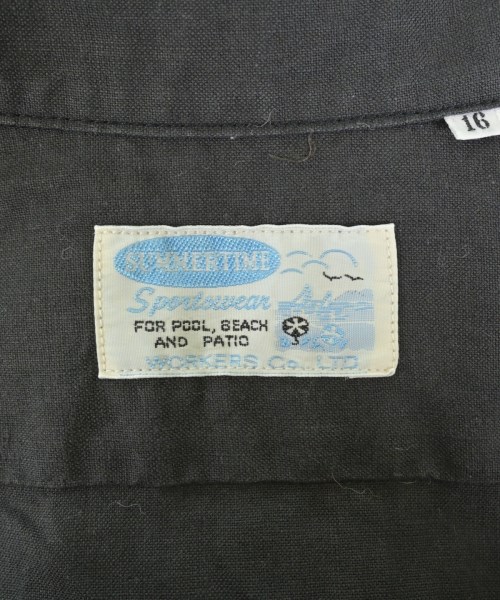 16
SUMMERTIME
Sportswear
FOR POOL, BEACH
AND PATIO
WORKERS Co., LTD